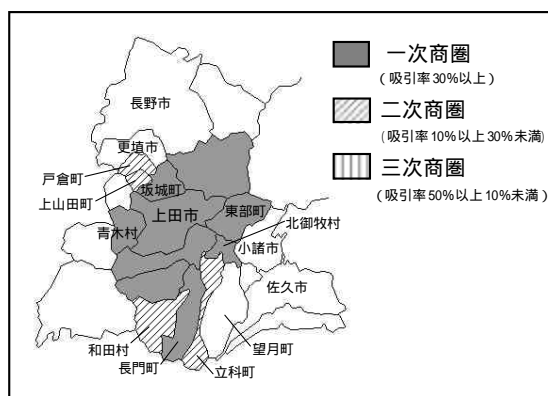 一次商圏
(吸引率30%以上)
二次商圏
(吸引率10%以上30%未満)
三次商圏
(吸引率50%以上10%未満)
長野市
更埴市
戸倉町
坂城町
上山田町
上田市
東部町
北御牧村
青木村
小諸市
佐久市
和田村
望月町
長門町
立科町